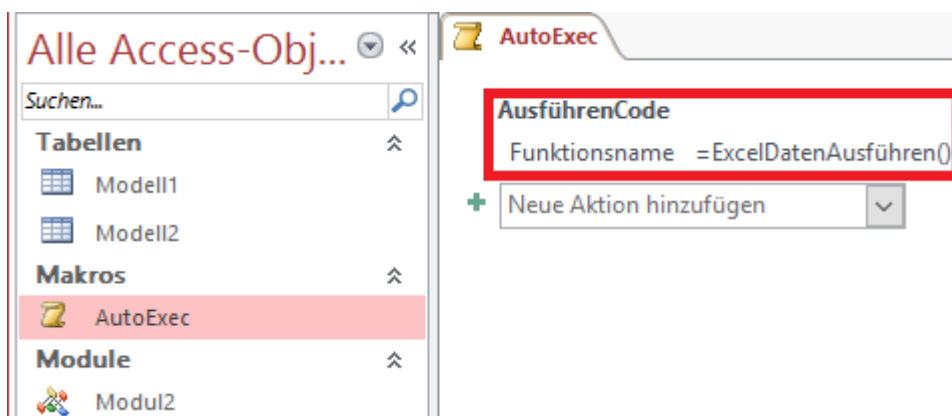 Alle Access-Obj... «
Suchen...
Tabellen
Modell1
Modell2
Makros
AutoExec
Module
Modul2
AutoExec
AusführenCode
Funktionsname =ExcelDatenAusführen()
Neue Aktion hinzufügen